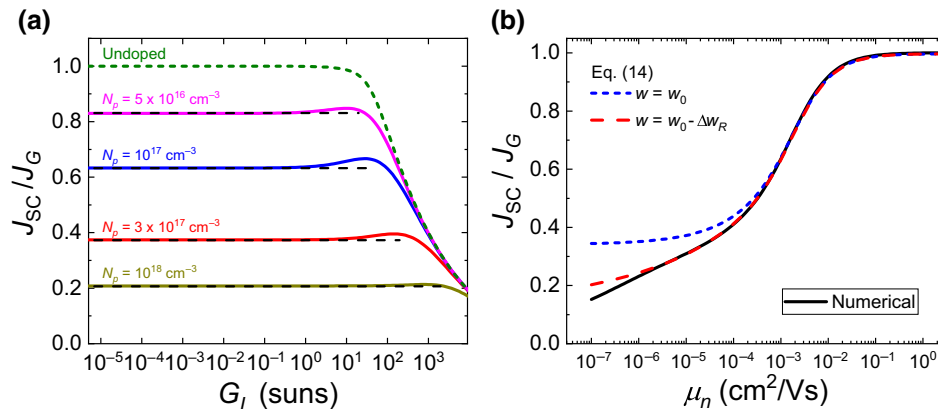 (a)
Undoped
N_p = 5 x 10^16 cm^−3
N_p = 10^17 cm^−3
N_p = 3 x 10^17 cm^−3
N_p = 10^18 cm^−3
1.0
0.8
0.6
0.4
0.2
0.0
J_SC / J_G
10^−5 10^−4 10^−3 10^−2 10^−1 10^0 10^1 10^2 10^3
G_I (suns)
(b)
Eq. (14)
w = w_0
w = w_0 - Δw_R
Numerical
1.0
0.8
0.6
0.4
0.2
0.0
J_SC / J_G
10^−7 10^−6 10^−5 10^−4 10^−3 10^−2 10^−1 10^0
μ_n (cm^2/Vs)